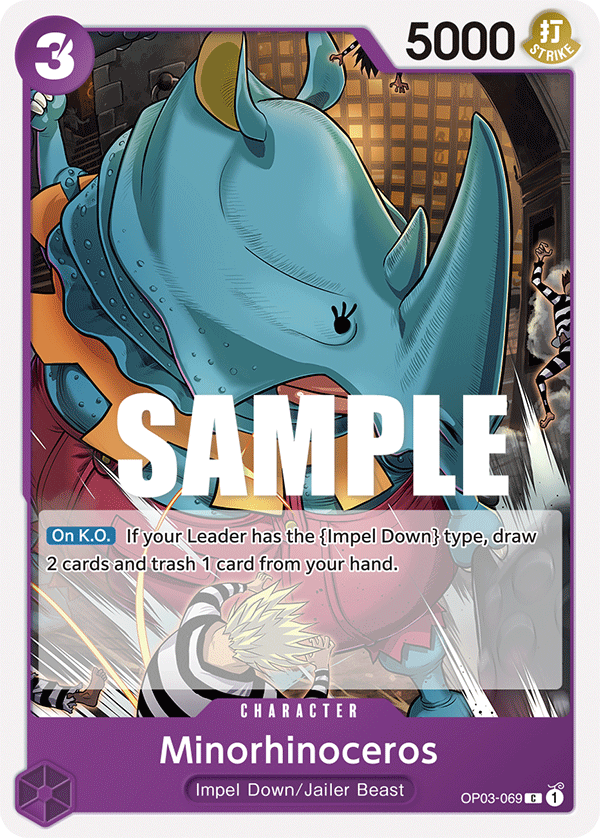 3
5000
打
STRIKE
SAMPLE
On K.O. If your Leader has the {Impel Down} type, draw
2 cards and trash 1 card from your hand.
CHARACTER
Minorhinoceros
Impel Down/Jailer Beast
OP03-069 C 1